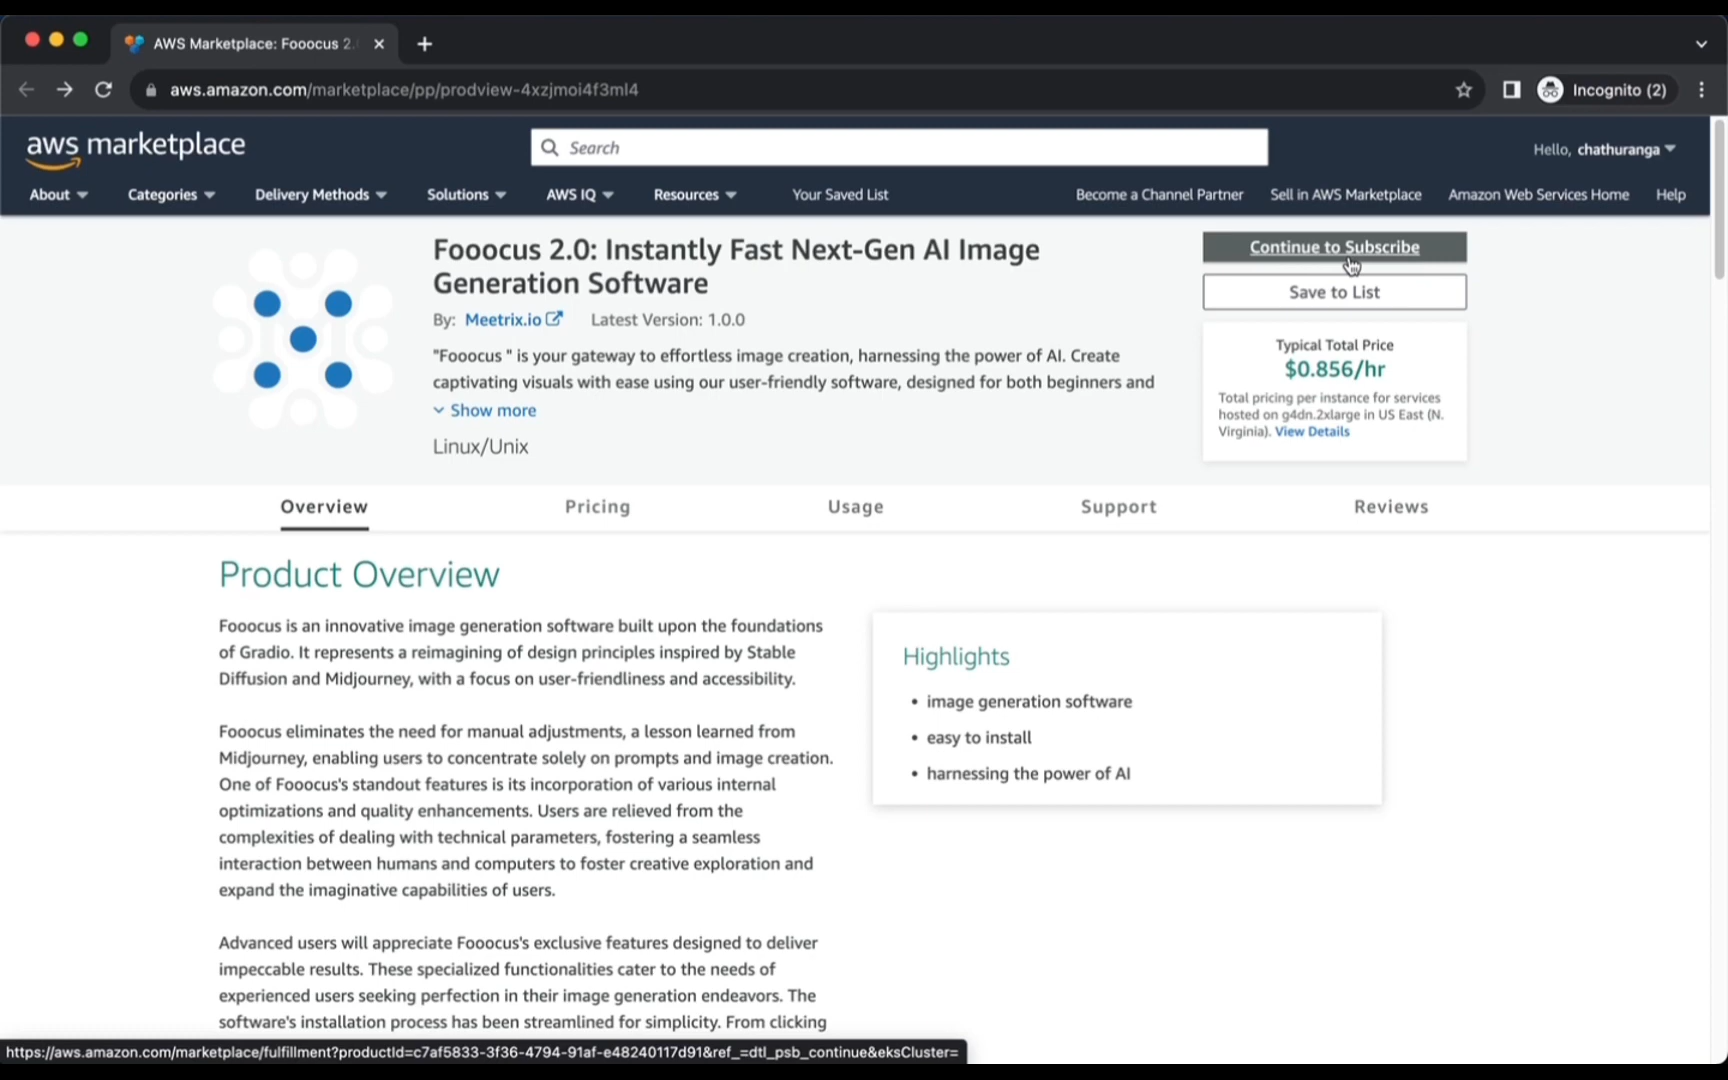 AWS Marketplace: Fooocus 2.
aws.amazon.com/marketplace/pp/prodview-4xzjmoi4f3ml4
Incognito (2)
aws marketplace
Search
Hello, chathuranga
About
Categories
Delivery Methods
Solutions
AWS IQ
Resources
Your Saved List
Become a Channel Partner
Sell in AWS Marketplace
Amazon Web Services Home
Help
Fooocus 2.0: Instantly Fast Next-Gen AI Image
Generation Software
By: Meetrix.io
Latest Version: 1.0.0
"Fooocus " is your gateway to effortless image creation, harnessing the power of AI. Create
captivating visuals with ease using our user-friendly software, designed for both beginners and
Show more
Linux/Unix
Continue to Subscribe
Save to List
Typical Total Price
$0.856/hr
Total pricing per instance for services
hosted on g4dn.2xlarge in US East (N.
Virginia). View Details
Overview
Pricing
Usage
Support
Reviews
Product Overview
Fooocus is an innovative image generation software built upon the foundations
of Gradio. It represents a reimagining of design principles inspired by Stable
Diffusion and Midjourney, with a focus on user-friendliness and accessibility.
Fooocus eliminates the need for manual adjustments, a lesson learned from
Midjourney, enabling users to concentrate solely on prompts and image creation.
One of Fooocus's standout features is its incorporation of various internal
optimizations and quality enhancements. Users are relieved from the
complexities of dealing with technical parameters, fostering a seamless
interaction between humans and computers to foster creative exploration and
expand the imaginative capabilities of users.
Advanced users will appreciate Fooocus's exclusive features designed to deliver
impeccable results. These specialized functionalities cater to the needs of
experienced users seeking perfection in their image generation endeavors. The
software's installation process has been streamlined for simplicity. From clicking
Highlights
• image generation software
• easy to install
• harnessing the power of AI
https://aws.amazon.com/marketplace/fulfillment?productId=c7af5833-3f36-4794-91af-e48240117d91&ref_=dtl_psb_continue&eksCluster=